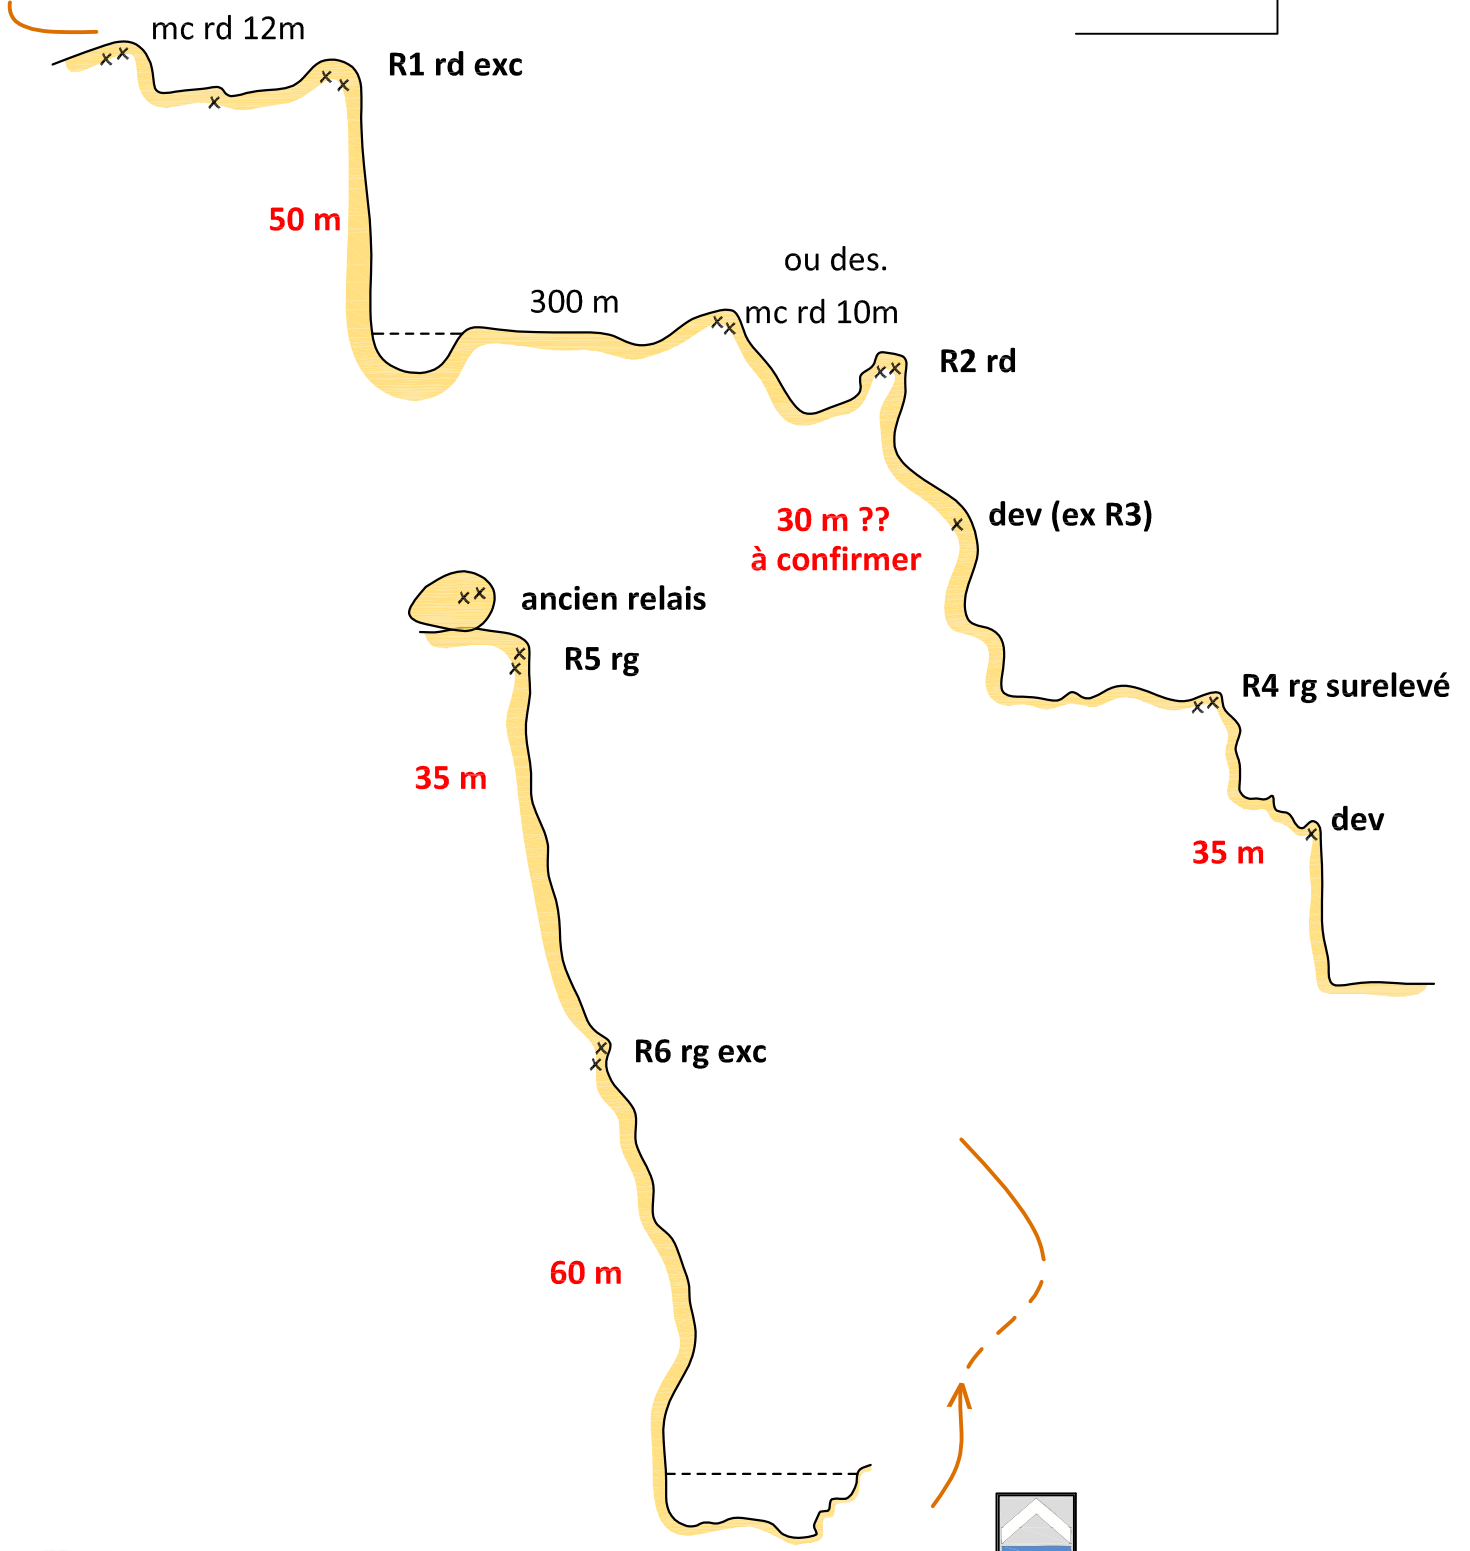 mc rd 12m
R1 rd exc
50 m
ou des.
300 m
mc rd 10m
R2 rd
dev (ex R3)
30 m ??
à confirmer
ancien relais
R5 rg
R4 rg surelevé
35 m
dev
35 m
R6 rg exc
60 m